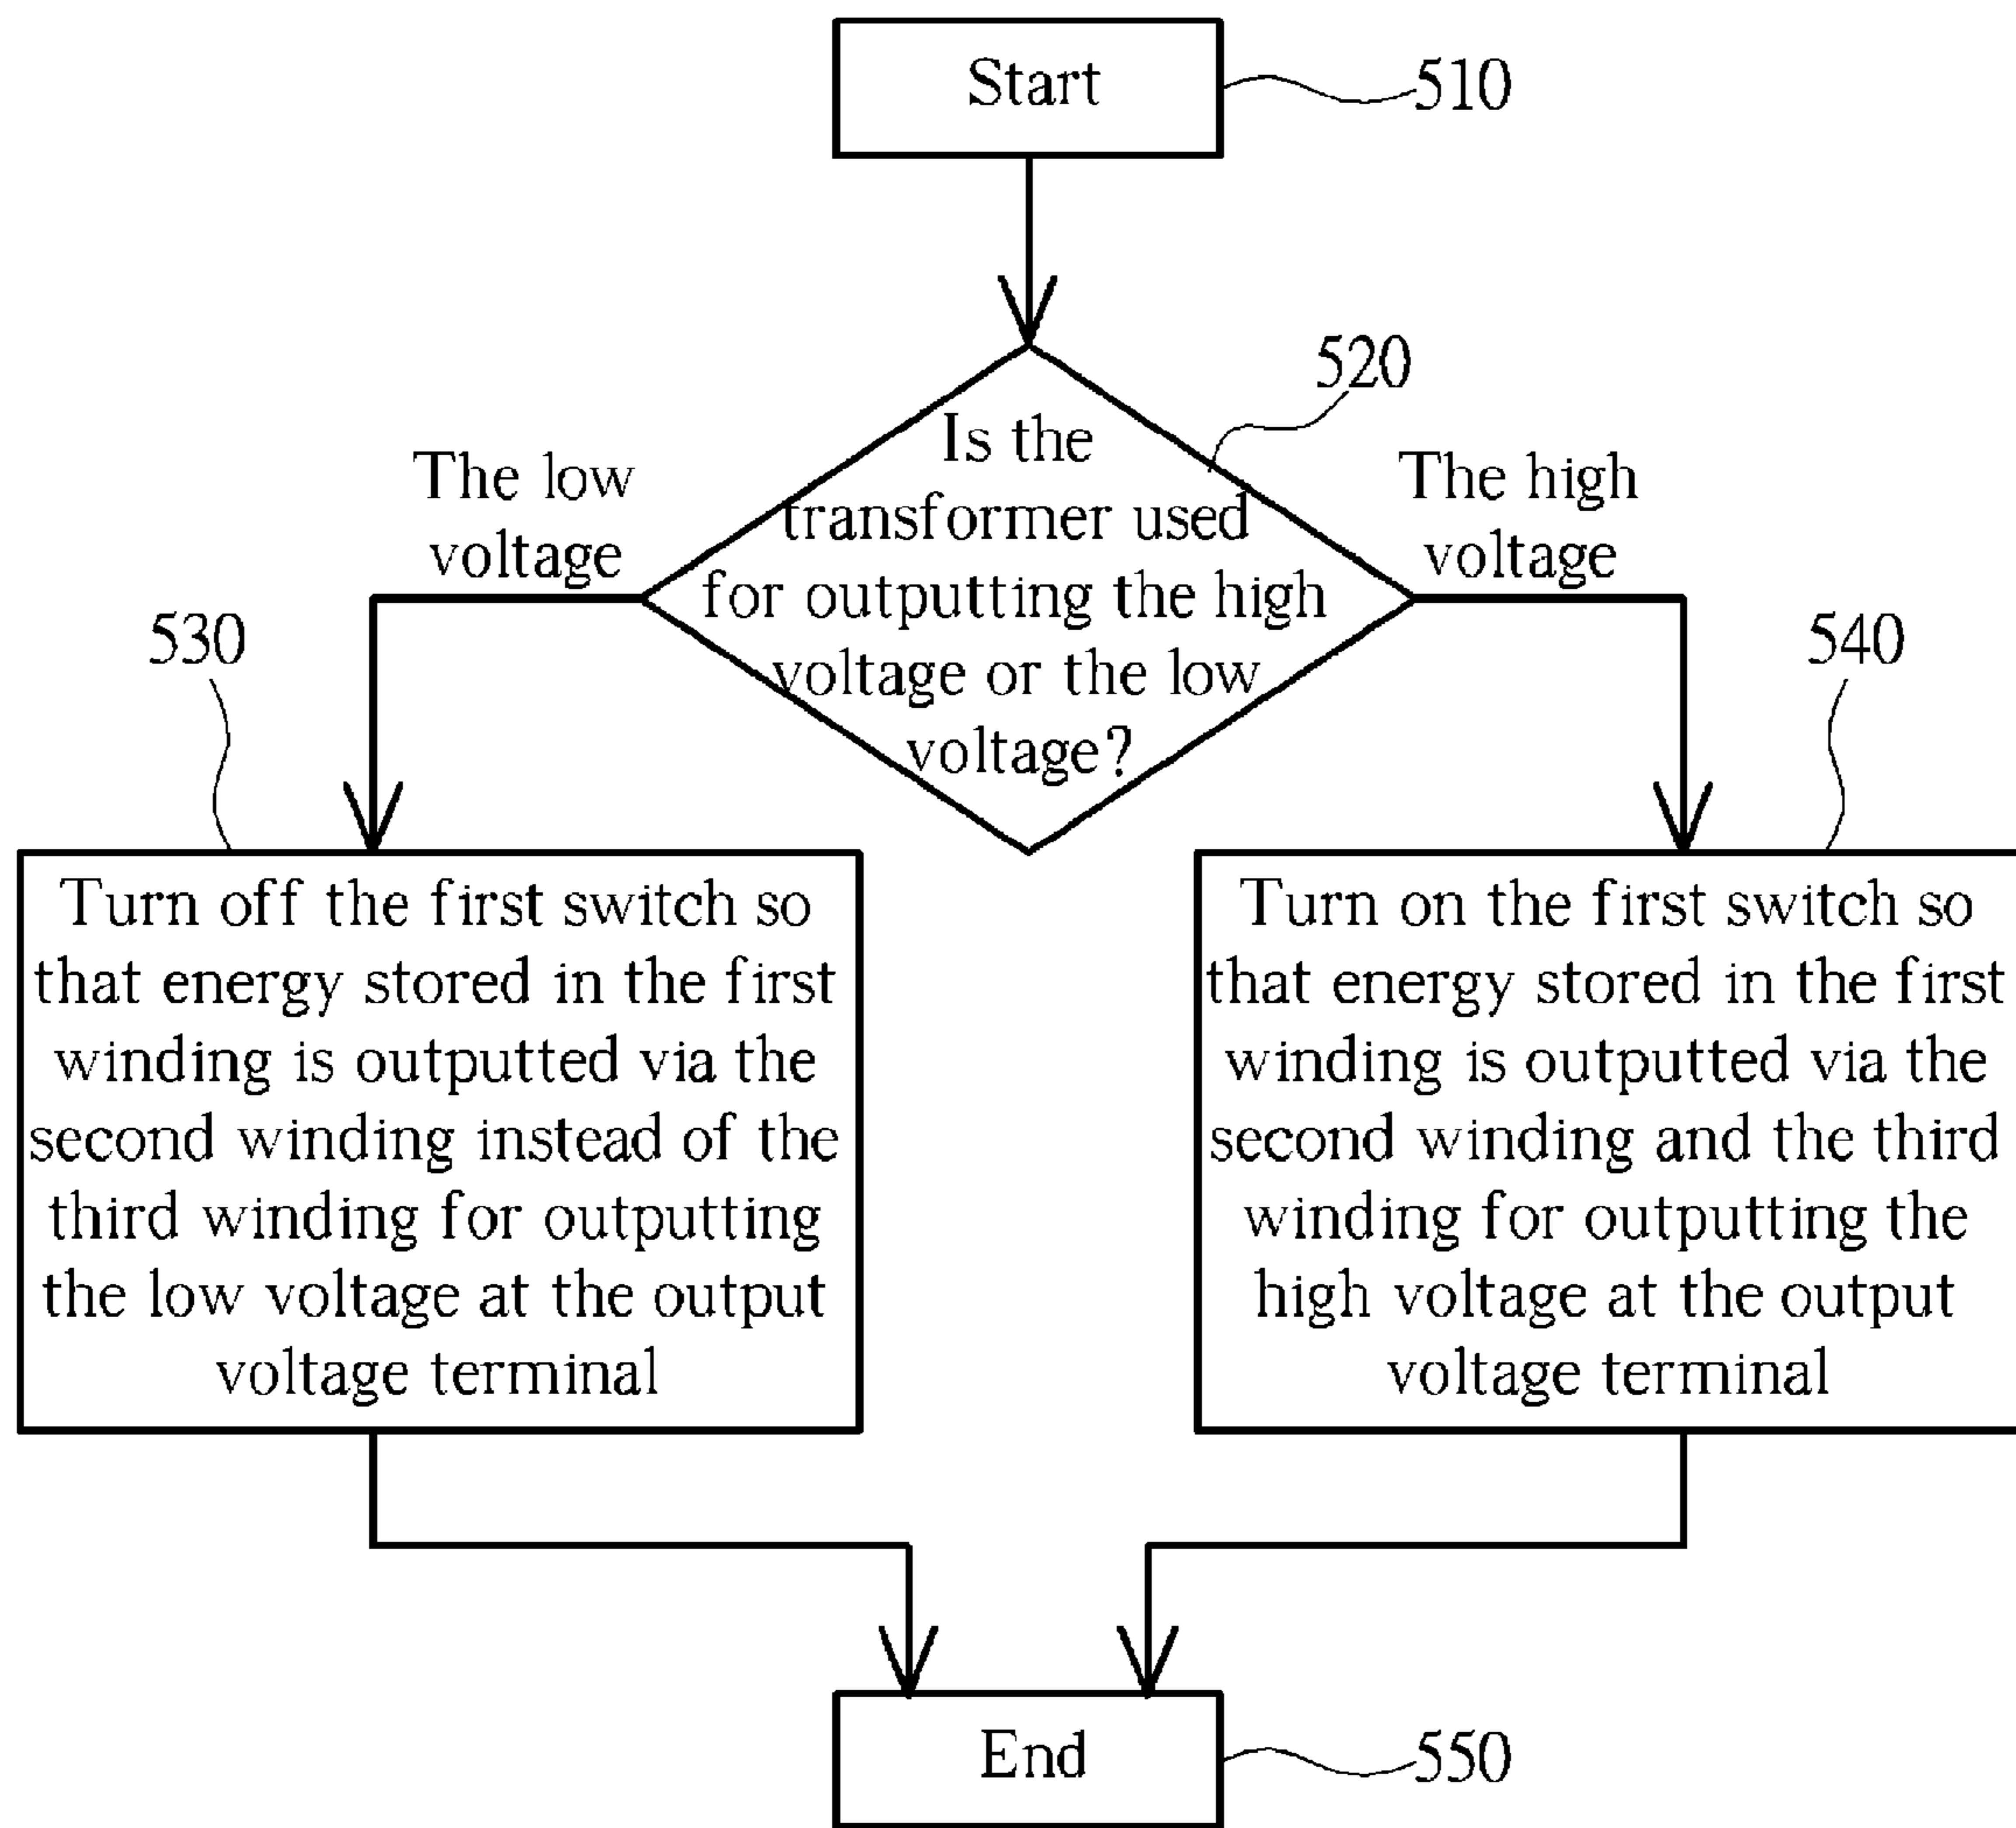 Start
510
520
Is the
transformer used
for outputting the high
voltage or the low
voltage?
The low
voltage
The high
voltage
530
540
Turn off the first switch so
that energy stored in the first
winding is outputted via the
second winding instead of the
third winding for outputting
the low voltage at the output
voltage terminal
Turn on the first switch so
that energy stored in the first
winding is outputted via the
second winding and the third
winding for outputting the
high voltage at the output
voltage terminal
End
550